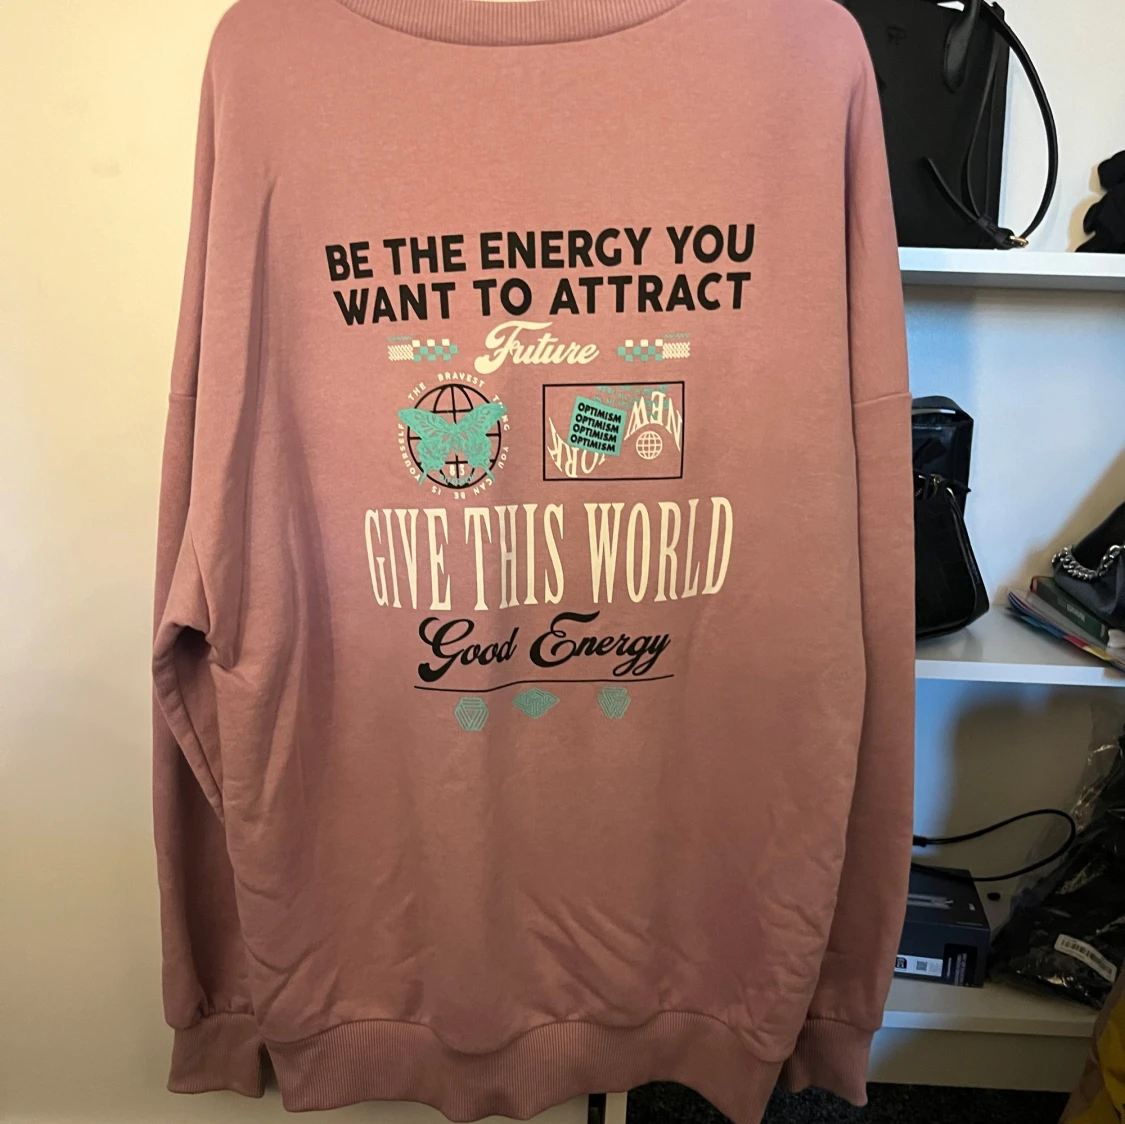 BE THE ENERGY YOU
WANT TO ATTRACT
Future
THE BRAVEST THING YOU CAN BE IS YOURSELF
OPTIMISM
OPTIMISM
OPTIMISM
OPTIMISM
NEW
GIVE THIS WORLD
Good Energy